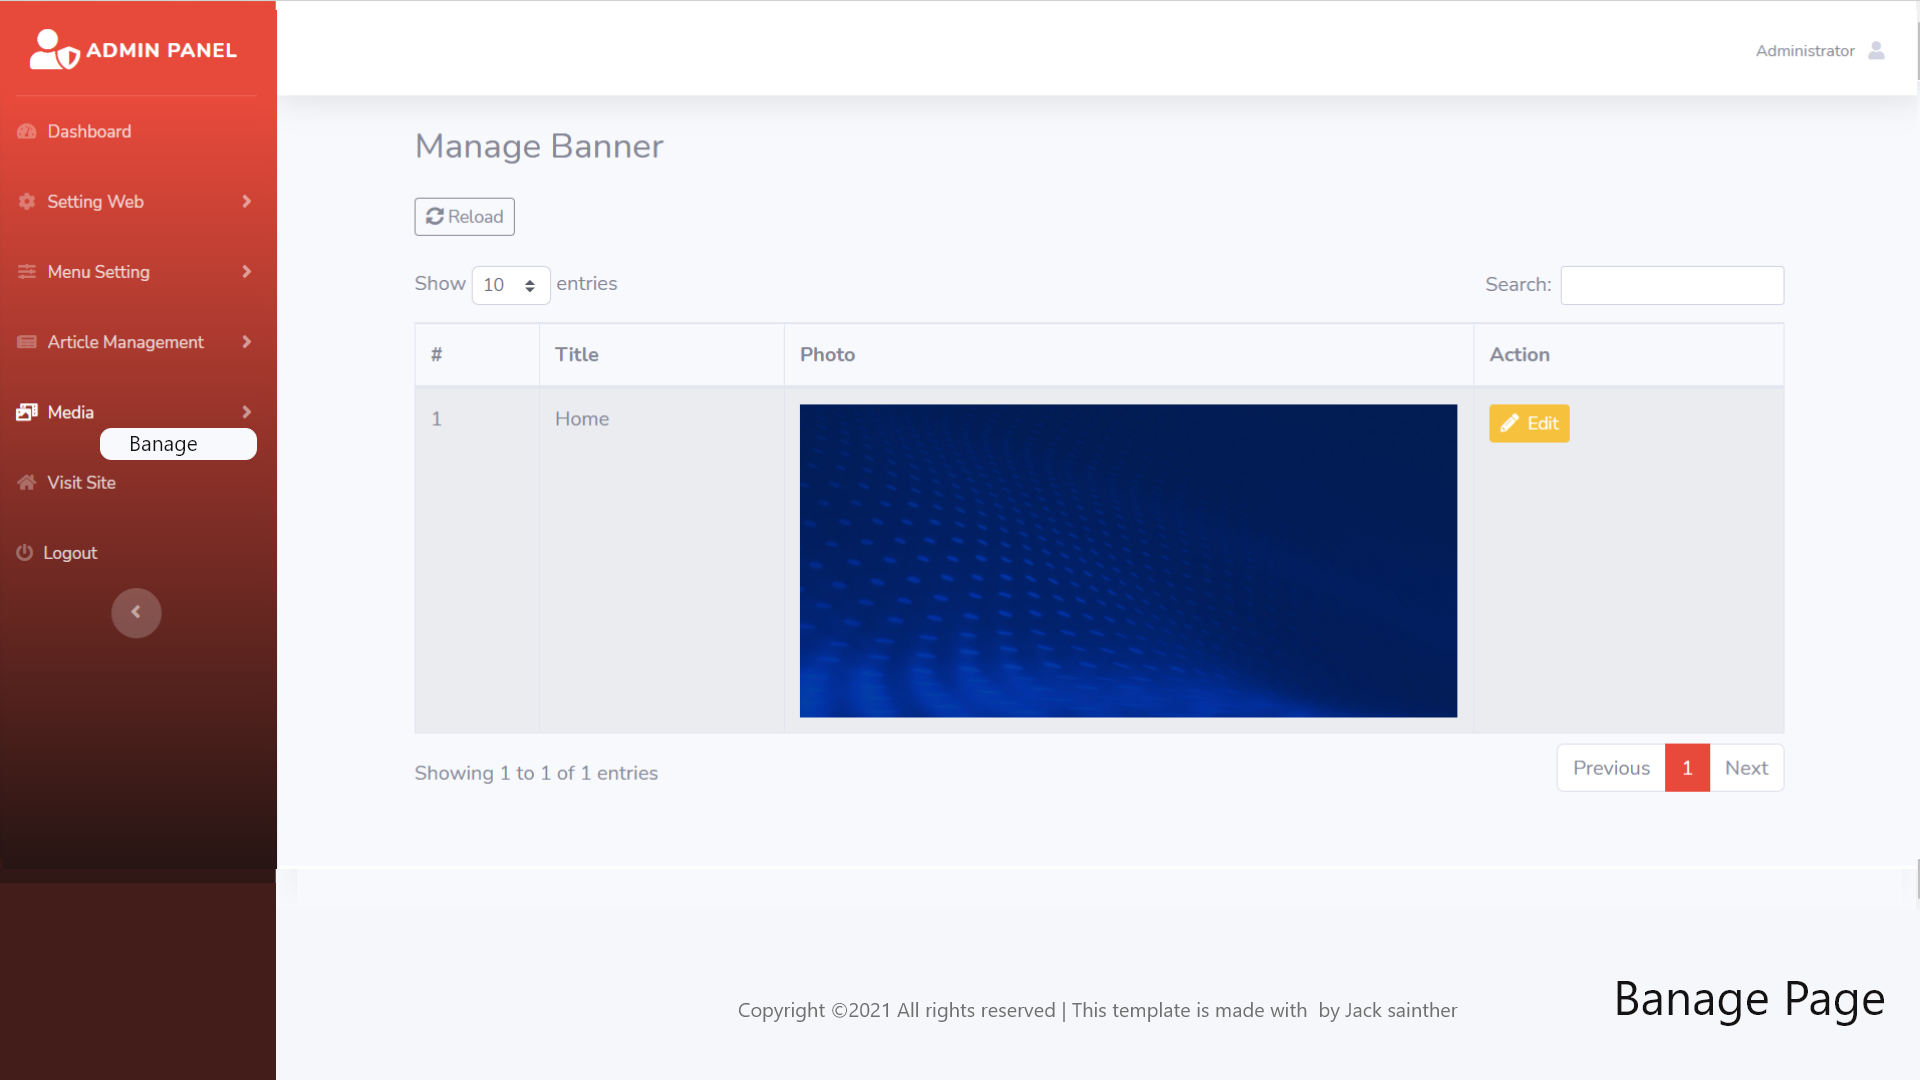 ADMIN PANEL
Administrator
Dashboard
Setting Web
Menu Setting
Article Management
Media
Banage
Visit Site
Logout
Manage Banner
Reload
Show 10 entries
Search:
# Title Photo Action
1 Home Edit
Showing 1 to 1 of 1 entries
Previous 1 Next
Copyright ©2021 All rights reserved | This template is made with by Jack sainther
Banage Page